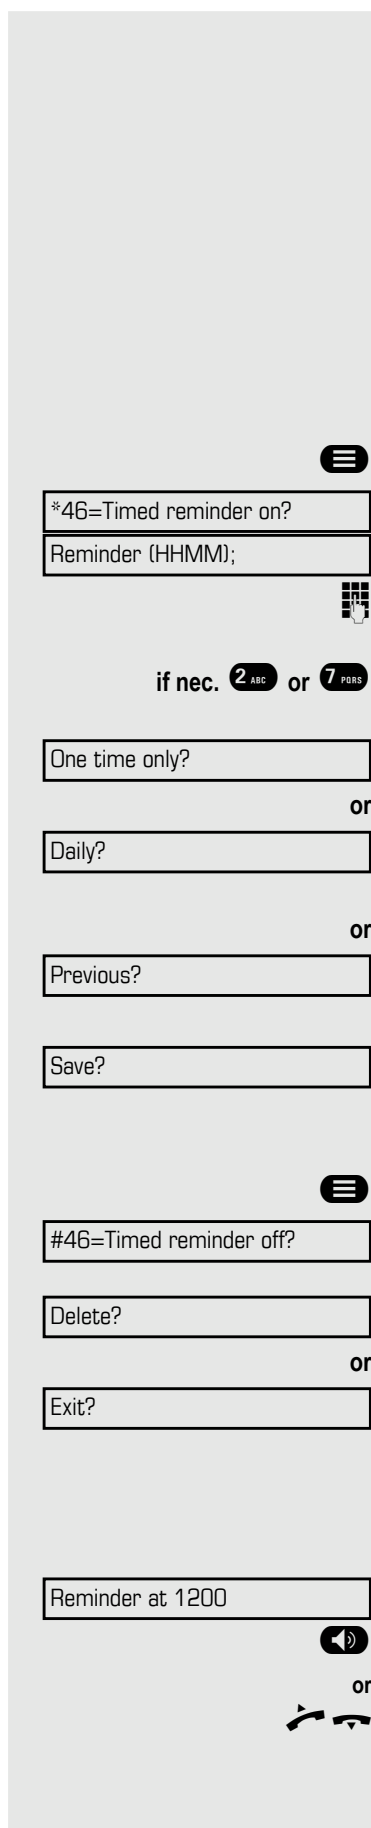 *46=Timed reminder on?
Reminder (HHMM);
if nec. 2 ABC or 7 PQRS
One time only?
or
Daily?
or
Previous?
Save?
#46=Timed reminder off?
Delete?
or
Exit?
Reminder at 1200
or